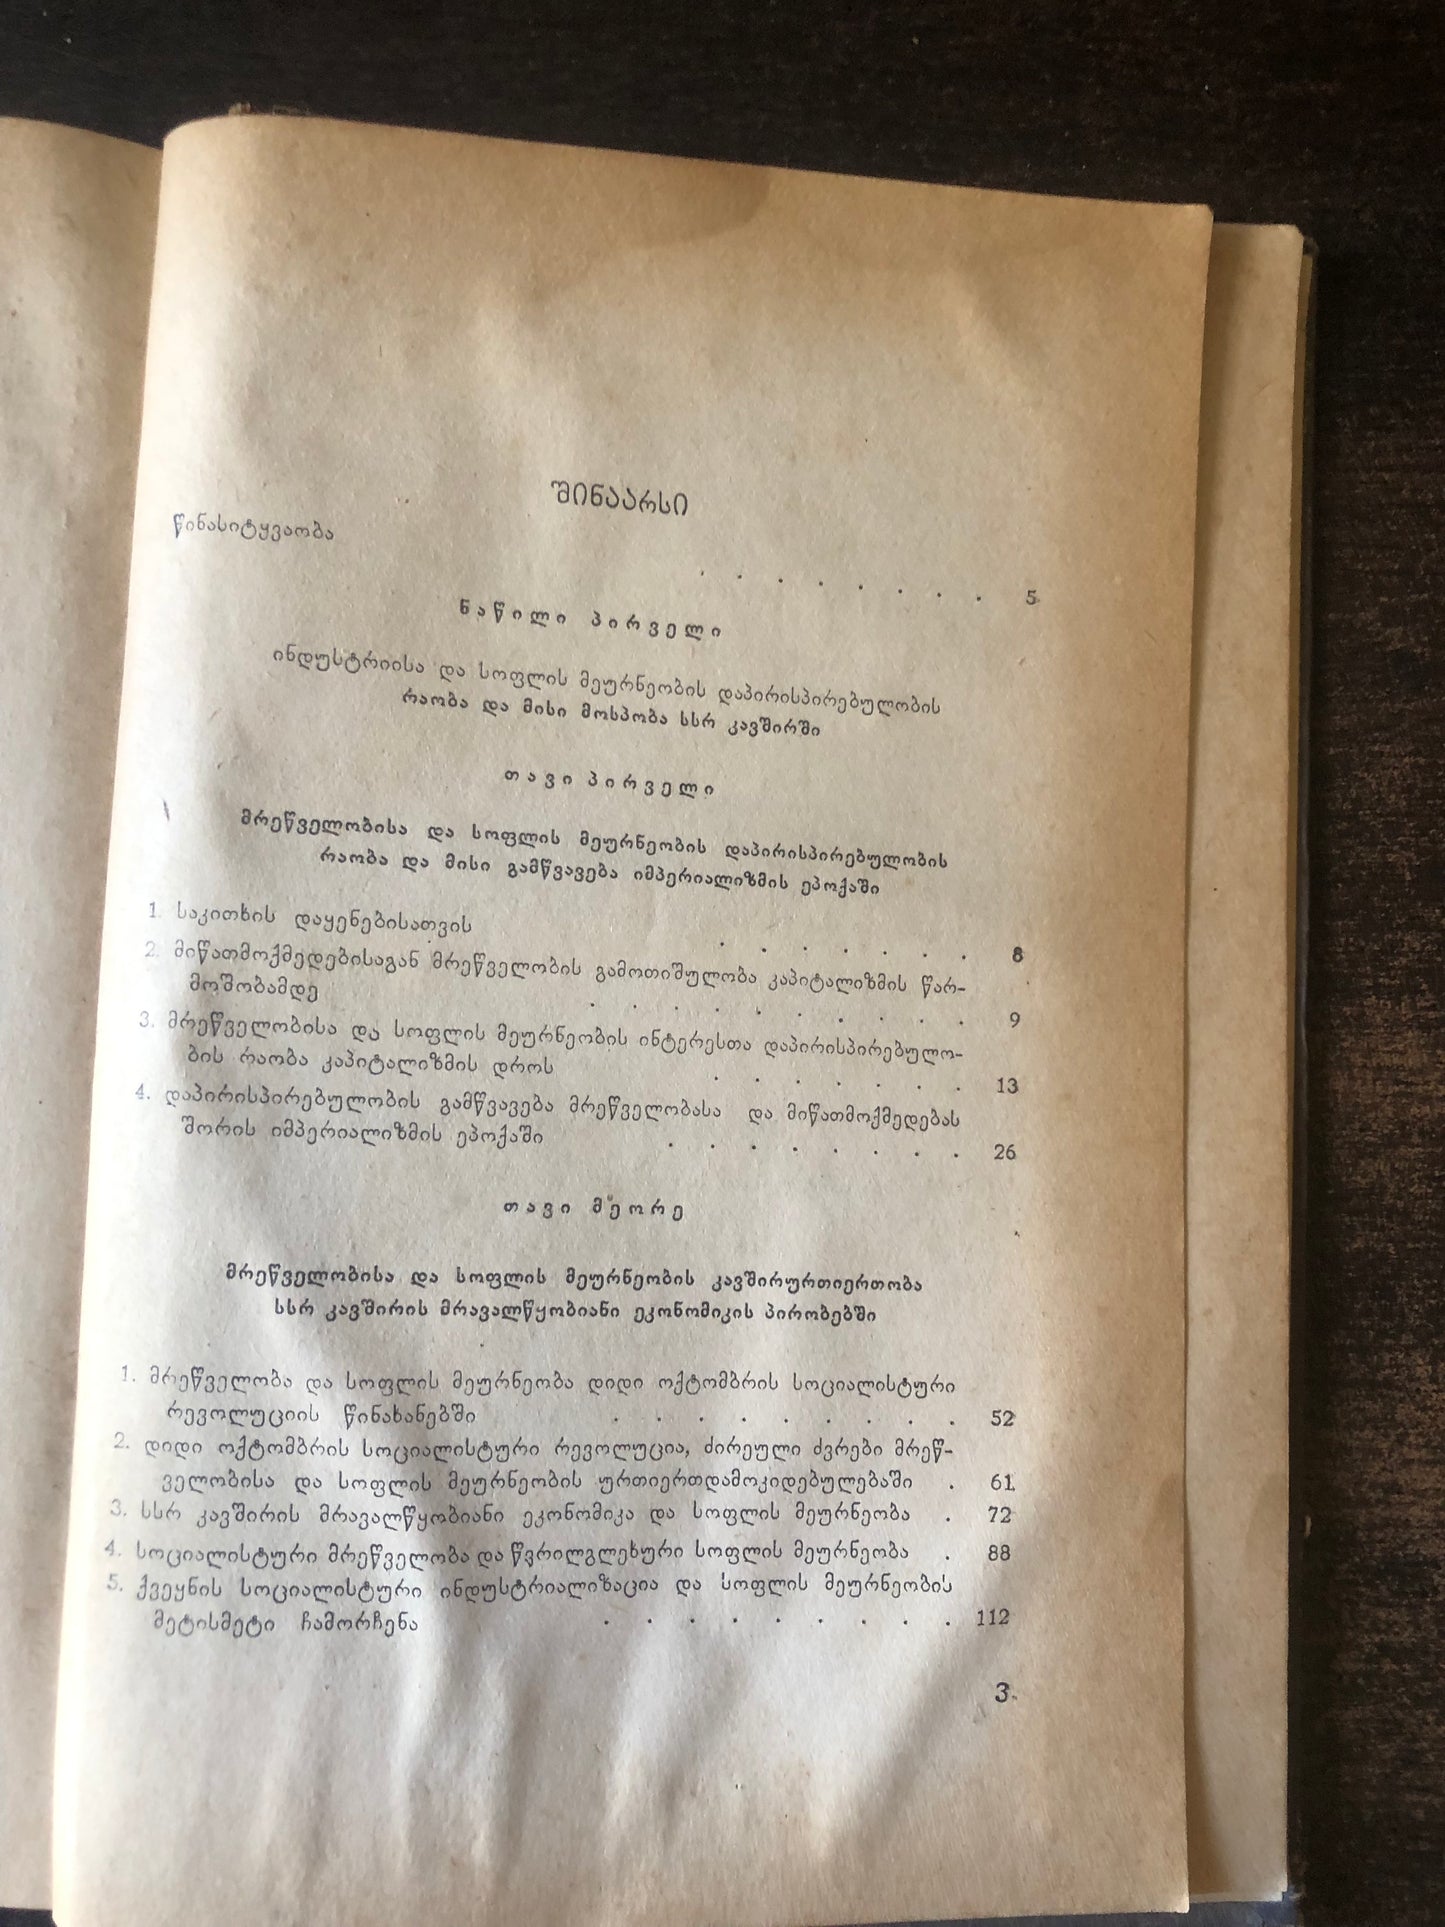 შინაარსი
წინასიტყვაობა . . . . . . . . 5
ნაწილი პირველი
ინდუსტრიისა და სოფლის მეურნეობის დაპირისპირებულობის
რაობა და მისი მოსპობა სსრ კავშირში
თავი პირველი
მრეწველობისა და სოფლის მეურნეობის დაპირისპირებულობის
რაობა და მისი გამწვავება იმპერიალიზმის ეპოქაში
1. საკითხის დაყენებისათვის . . . . . . . 8
2. მიწათმოქმედებისაგან მრეწველობის გამოთიშულობა კაპიტალიზმის წარ-
მოშობამდე . . . . . . . . . . 9
3. მრეწველობისა და სოფლის მეურნეობის ინტერესთა დაპირისპირებულო-
ბის რაობა კაპიტალიზმის დროს . . . . . . . 13
4. დაპირისპირებულობის გამწვავება მრეწველობასა და მიწათმოქმედებას
შორის იმპერიალიზმის ეპოქაში . . . . . . . . 26
თავი მეორე
მრეწველობისა და სოფლის მეურნეობის კავშირურთიერთობა
სსრ კავშირის მრავალწყობიანი ეკონომიკის პირობებში
1. მრეწველობა და სოფლის მეურნეობა დიდი ოქტომბრის სოციალისტური
რევოლუციის წინახანებში . . . . . . . . . 52
2. დიდი ოქტომბრის სოციალისტური რევოლუცია, ძირეული ძვრები მრეწ-
ველობისა და სოფლის მეურნეობის ურთიერთდამოკიდებულებაში . 61
3. სსრ კავშირის მრავალწყობიანი ეკონომიკა და სოფლის მეურნეობა . 72
4. სოციალისტური მრეწველობა და წვრილგლეხური სოფლის მეურნეობა . 88
5. ქვეყნის სოციალისტური ინდუსტრიალიზაცია და სოფლის მეურნეობის
მეტისმეტი ჩამორჩენა . . . . . . . . . 112
3